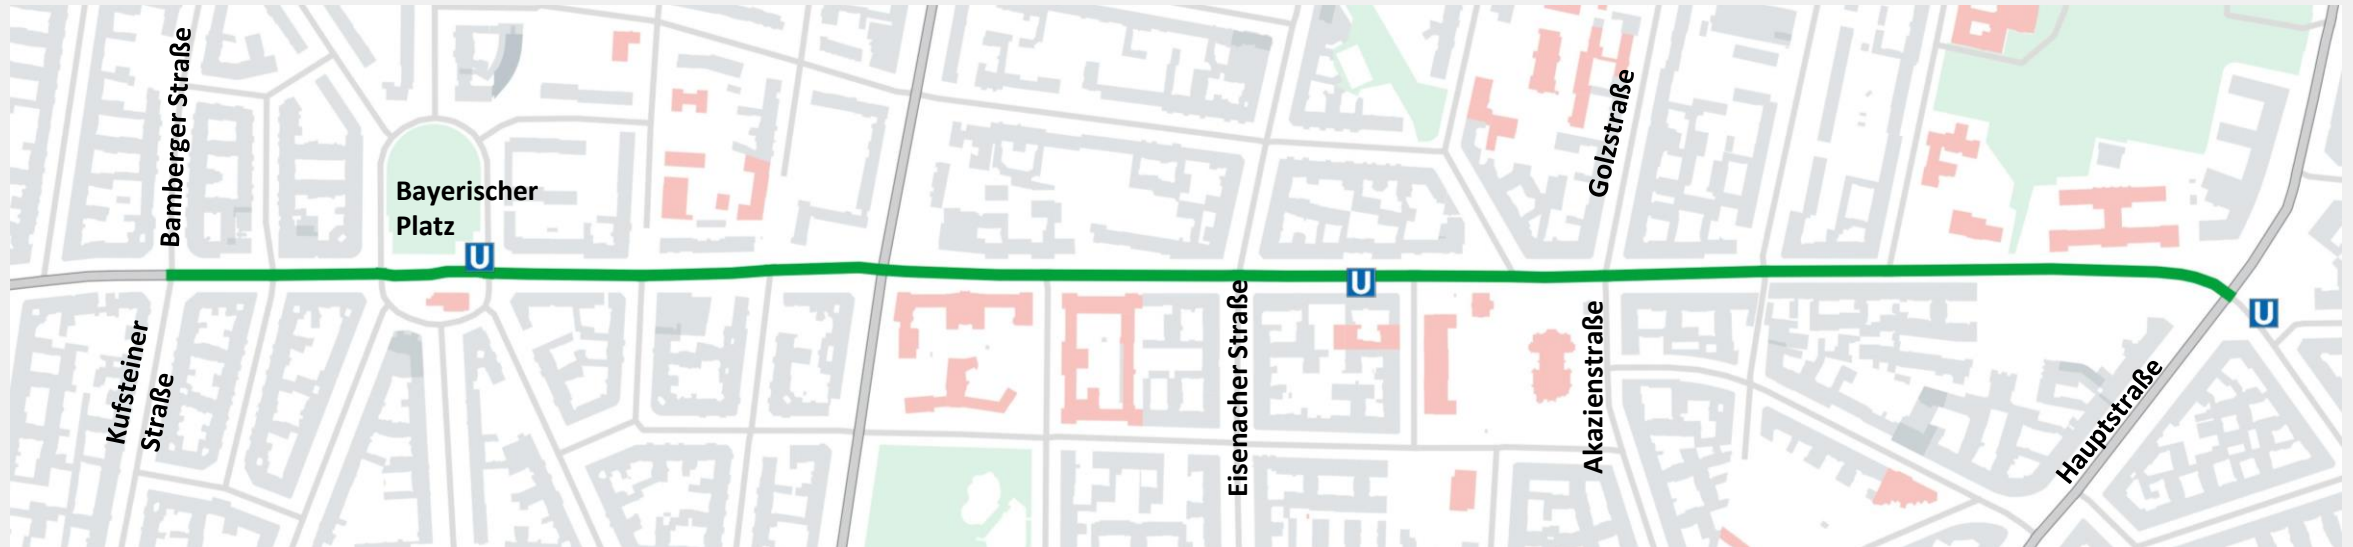 Bamberger Straße
Bayerischer
Platz
U
Kufsteiner
Straße
Eisenacher Straße
U
Golzstraße
Akazienstraße
Hauptstraße
U